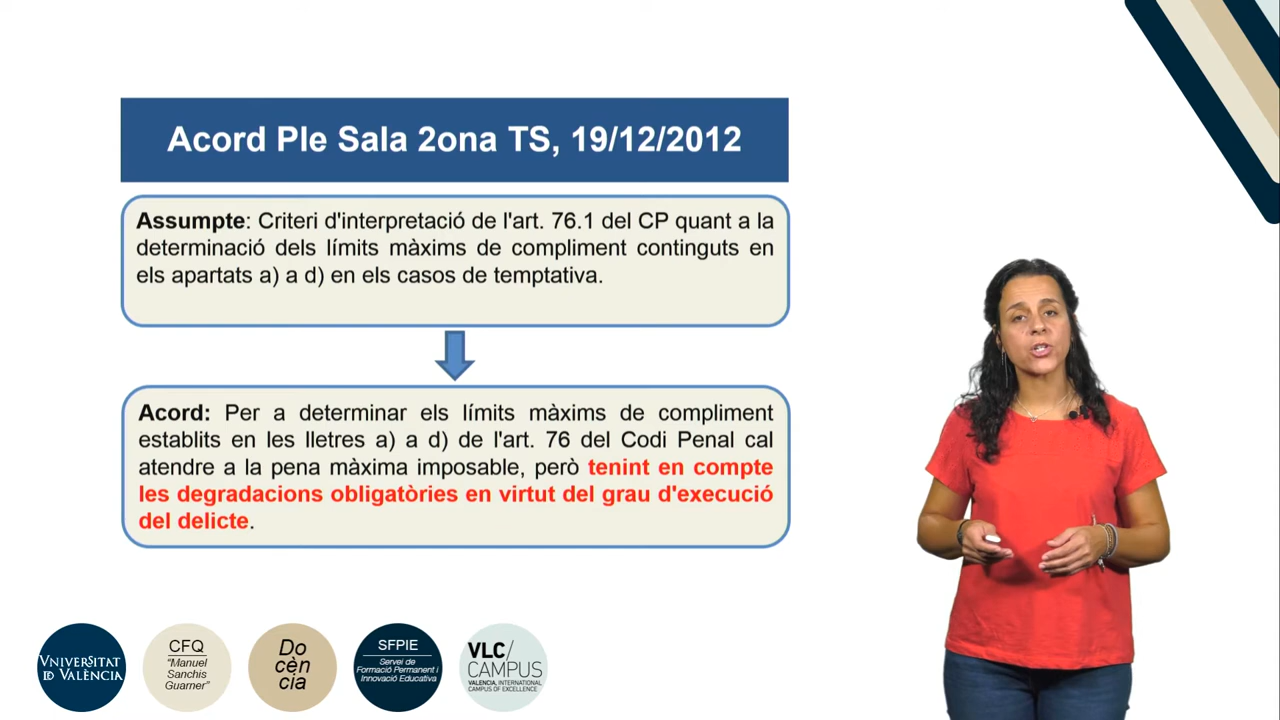 Acord Ple Sala 2ona TS, 19/12/2012
Assumpte: Criteri d'interpretació de l'art. 76.1 del CP quant a la
determinació dels límits màxims de compliment continguts en
els apartats a) a d) en els casos de temptativa.
Acord: Per a determinar els límits màxims de compliment
establits en les lletres a) a d) de l'art. 76 del Codi Penal cal
atendre a la pena màxima imposable, però tenint en compte
les degradacions obligatòries en virtut del grau d'execució
del delicte.
VNIVERSITAT
D VALÈNCIA
CFQ
"Manuel
Sanchis
Guarner"
Do
cèn
cia
SFPIE
Servei de
Formació Permanent i
Innovació Educativa
VLC/
CAMPUS
VALENCIA, INTERNATIONAL
CAMPUS OF EXCELLENCE